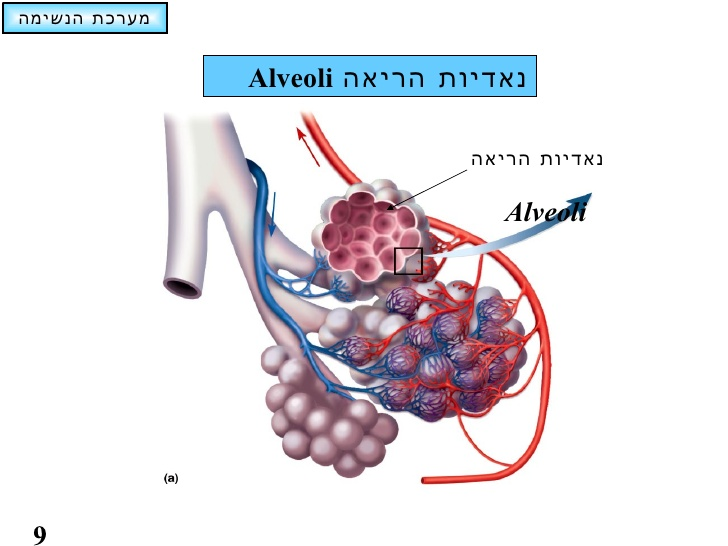 מערכת הנשימה
נאדיות הריאה Alveoli
נאדיות הריאה
Alveoli
(a)
9